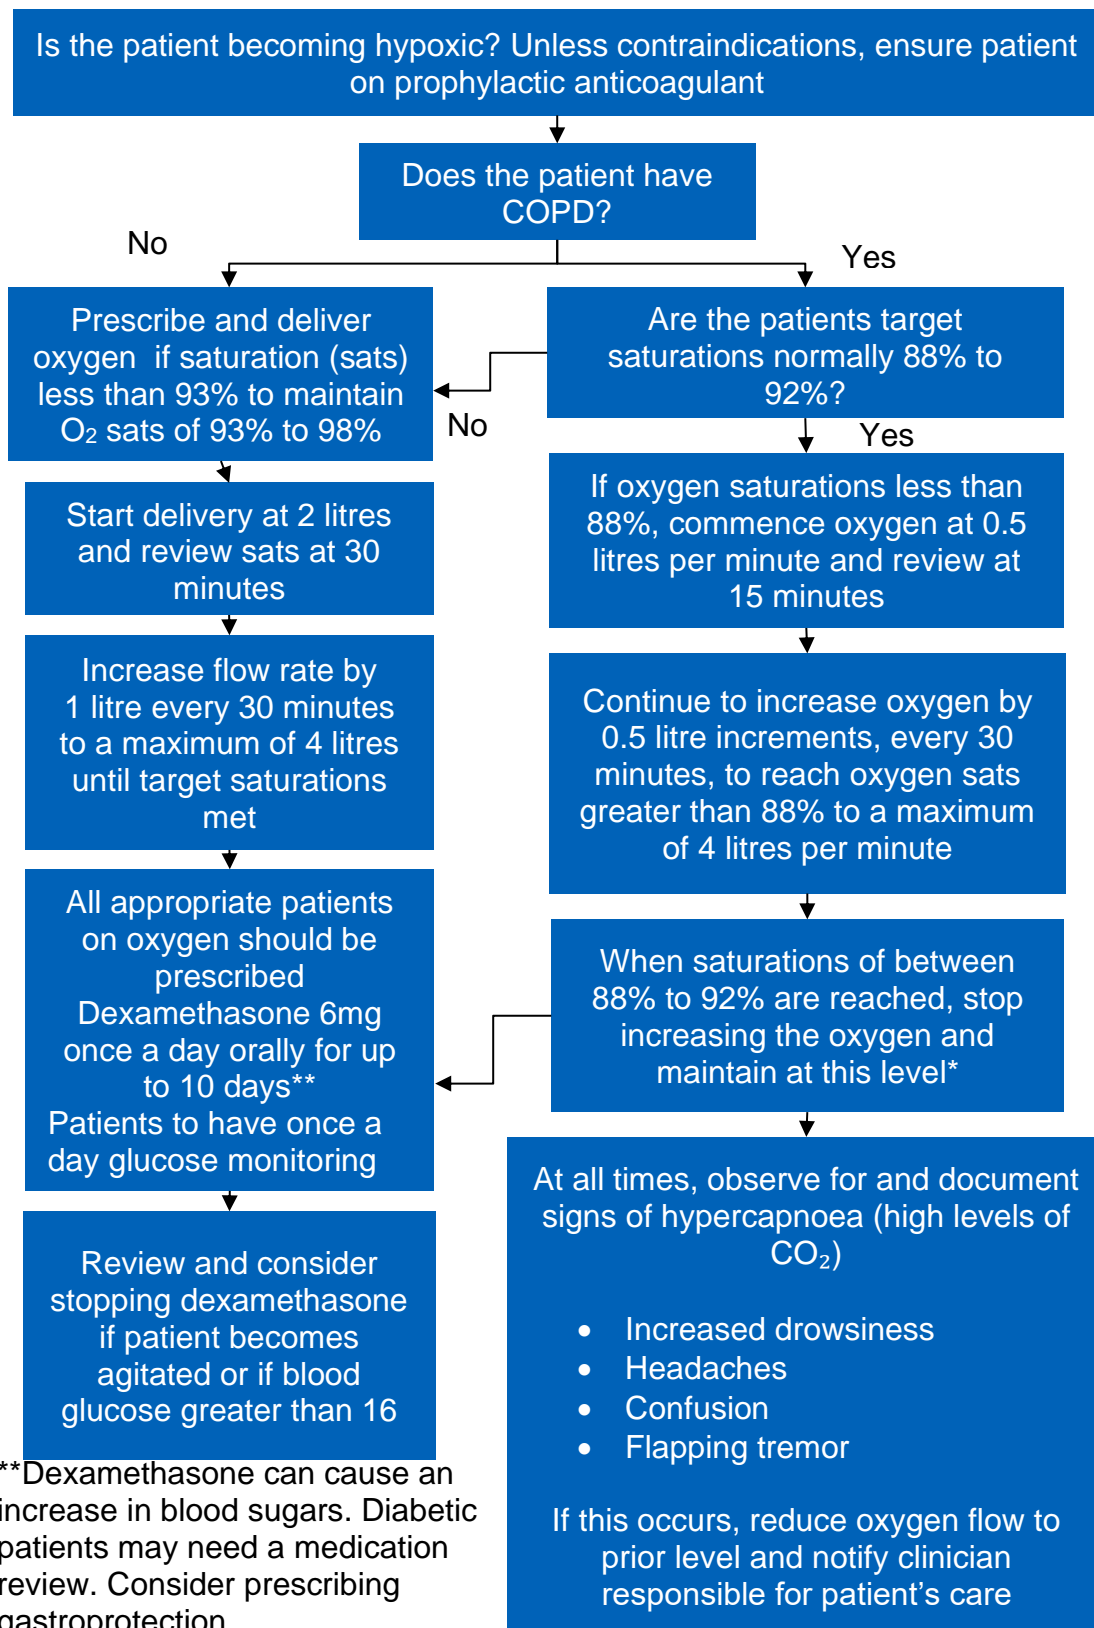 Is the patient becoming hypoxic? Unless contraindications, ensure patient
on prophylactic anticoagulant
Does the patient have
COPD?
No
Yes
Prescribe and deliver
oxygen if saturation (sats)
less than 93% to maintain
O₂ sats of 93% to 98%
Are the patients target
saturations normally 88% to
92%?
No
Yes
Start delivery at 2 litres
and review sats at 30
minutes
If oxygen saturations less than
88%, commence oxygen at 0.5
litres per minute and review at
15 minutes
Increase flow rate by
1 litre every 30 minutes
to a maximum of 4 litres
until target saturations
met
Continue to increase oxygen by
0.5 litre increments, every 30
minutes, to reach oxygen sats
greater than 88% to a maximum
of 4 litres per minute
All appropriate patients
on oxygen should be
prescribed
Dexamethasone 6mg
once a day orally for up
to 10 days**
Patients to have once a
day glucose monitoring
When saturations of between
88% to 92% are reached, stop
increasing the oxygen and
maintain at this level*
Review and consider
stopping dexamethasone
if patient becomes
agitated or if blood
glucose greater than 16
At all times, observe for and document
signs of hypercapnoea (high levels of
CO₂)
• Increased drowsiness
• Headaches
• Confusion
• Flapping tremor
If this occurs, reduce oxygen flow to
prior level and notify clinician
responsible for patient's care
**Dexamethasone can cause an
increase in blood sugars. Diabetic
patients may need a medication
review. Consider prescribing
gastroprotection